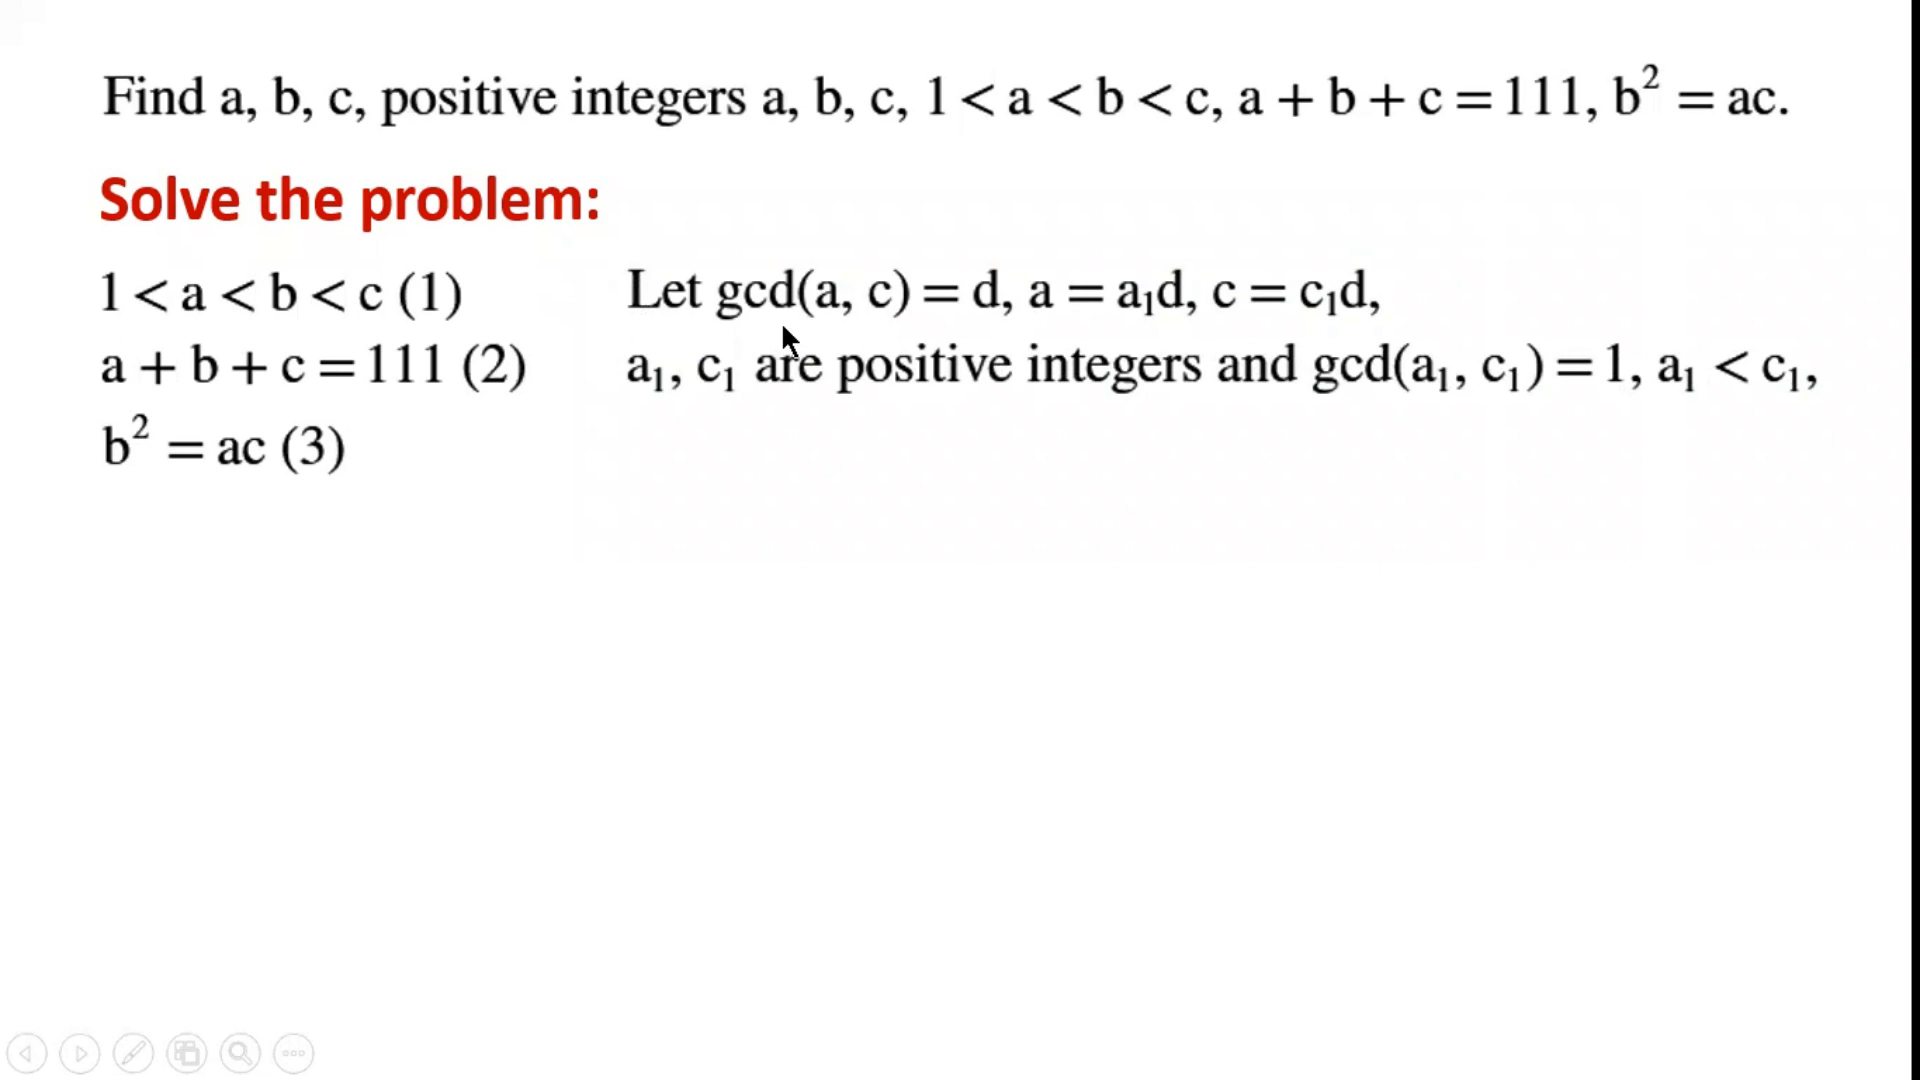 Find a, b, c, positive integers a, b, c, 1 < a < b < c, a + b + c = 111, b² = ac.
Solve the problem:
1 < a < b < c (1)
a + b + c = 111 (2)
b² = ac (3)
Let gcd(a, c) = d, a = a₁d, c = c₁d,
a₁, c₁ are positive integers and gcd(a₁, c₁) = 1, a₁ < c₁,